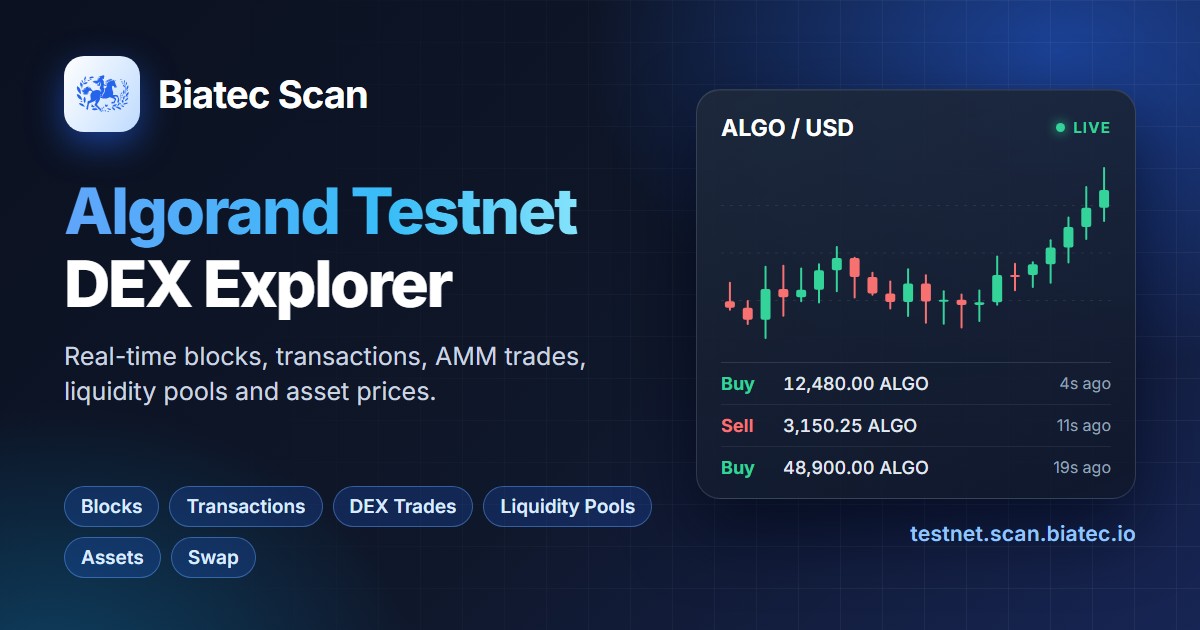 Biatec Scan
Algorand Testnet
DEX Explorer
Real-time blocks, transactions, AMM trades,
liquidity pools and asset prices.
Blocks
Transactions
DEX Trades
Liquidity Pools
Assets
Swap
ALGO / USD
LIVE
Buy 12,480.00 ALGO 4s ago
Sell 3,150.25 ALGO 11s ago
Buy 48,900.00 ALGO 19s ago
testnet.scan.biatec.io